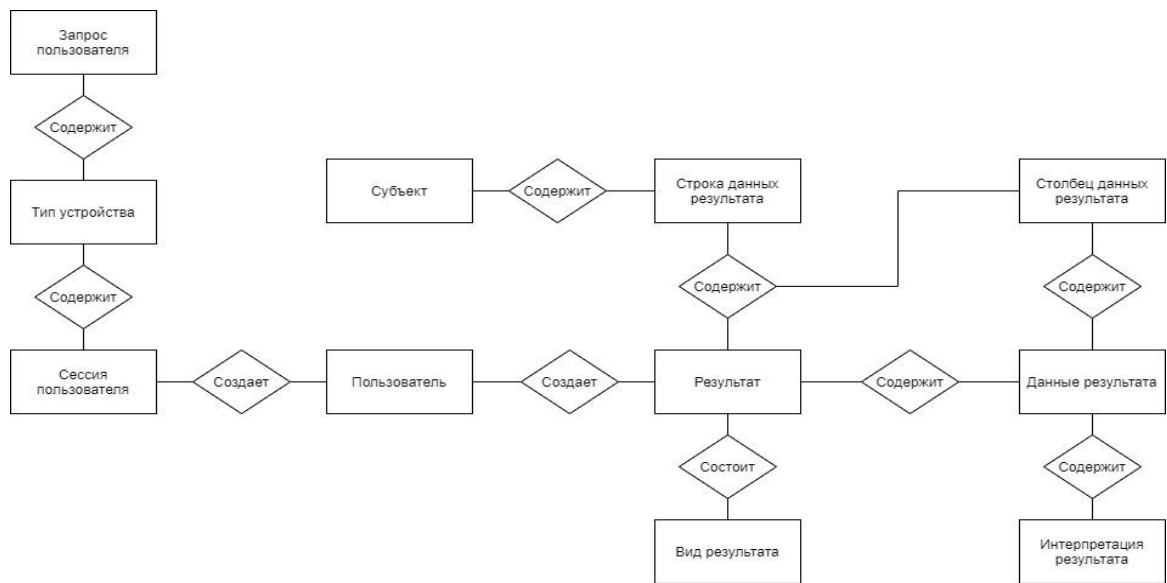 Запрос
пользователя
Содержит
Тип устройства
Содержит
Сессия
пользователя
Создает
Пользователь
Создает
Результат
Содержит
Данные результата
Субъект
Содержит
Строка данных
результата
Содержит
Столбец данных
результата
Содержит
Состоит
Вид результата
Содержит
Интерпретация
результата